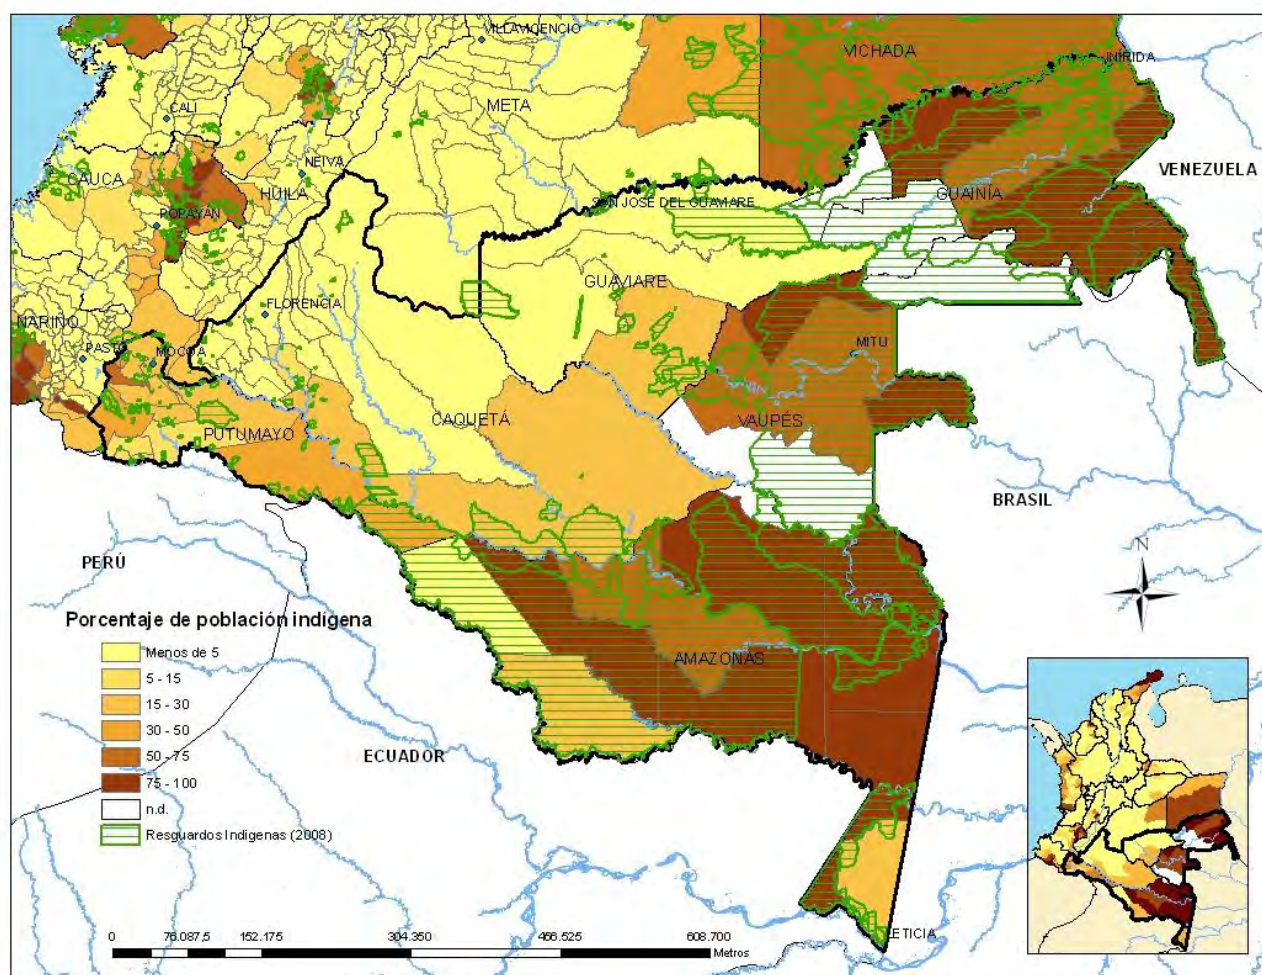 VILLAVICENCIO
VICHADA
INIRIDA
META
CALI
VENEZUELA
NEIVA
CAUCA
HUILA
SAN JOSE DEL GUAVIARE
GUAINÍA
POPAYAN
GUAVIARE
FLORENCIA
NARIÑO
PASTO
MOCOA
MITU
CAQUETÁ
VAUPÉS
PUTUMAYO
BRASIL
N
PERÚ
Porcentaje de población indígena
Menos de 5
5 - 15
15 - 30
30 - 50
50 - 75
75 - 100
n.d.
Resguardos Indigenas (2008)
AMAZONAS
ECUADOR
LETICIA
0 76.087,5 152.175 304.350 456.525 608.700
Metros